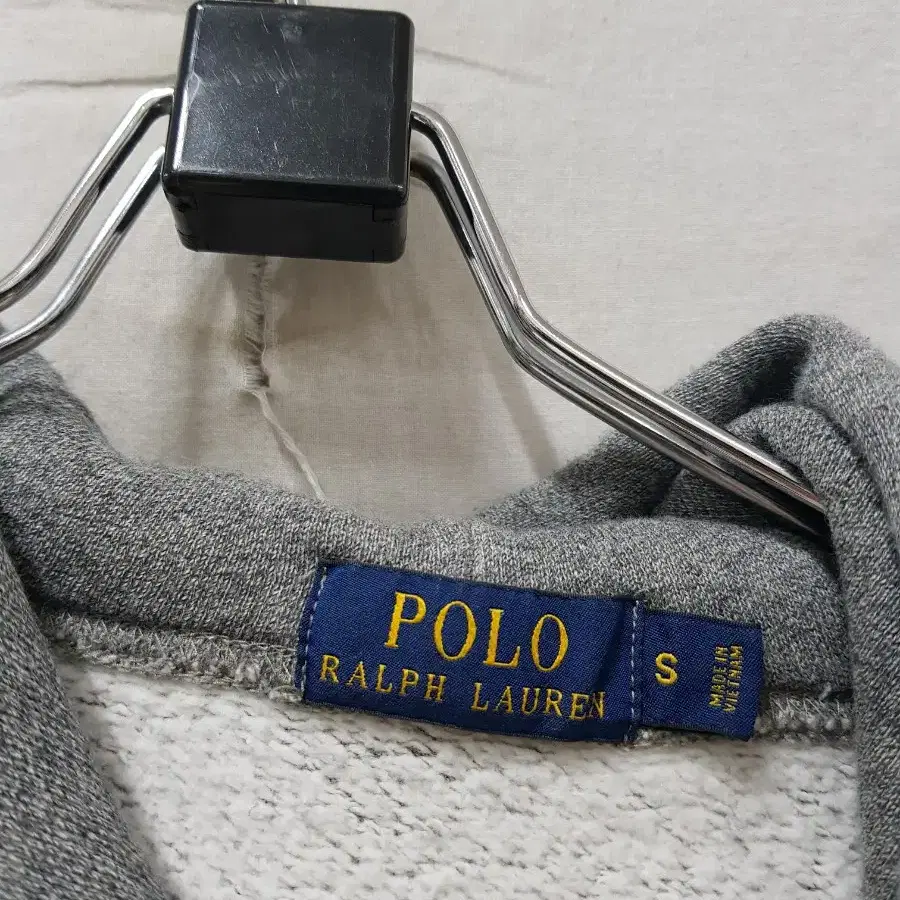 POLO
RALPH LAUREN
S
MADE IN
VIETNAM